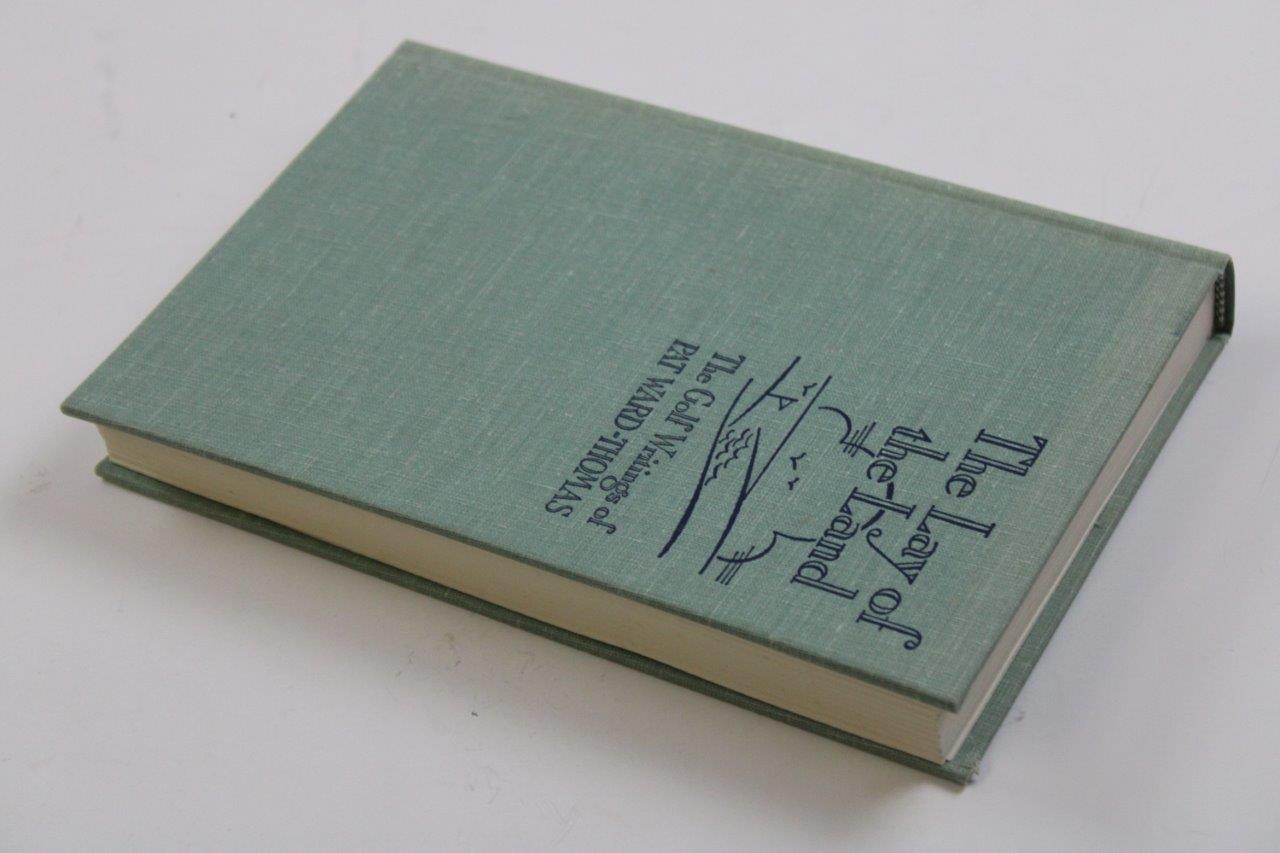 The Lay of
the Land
The Golf Writings of
PAT WARD-THOMAS